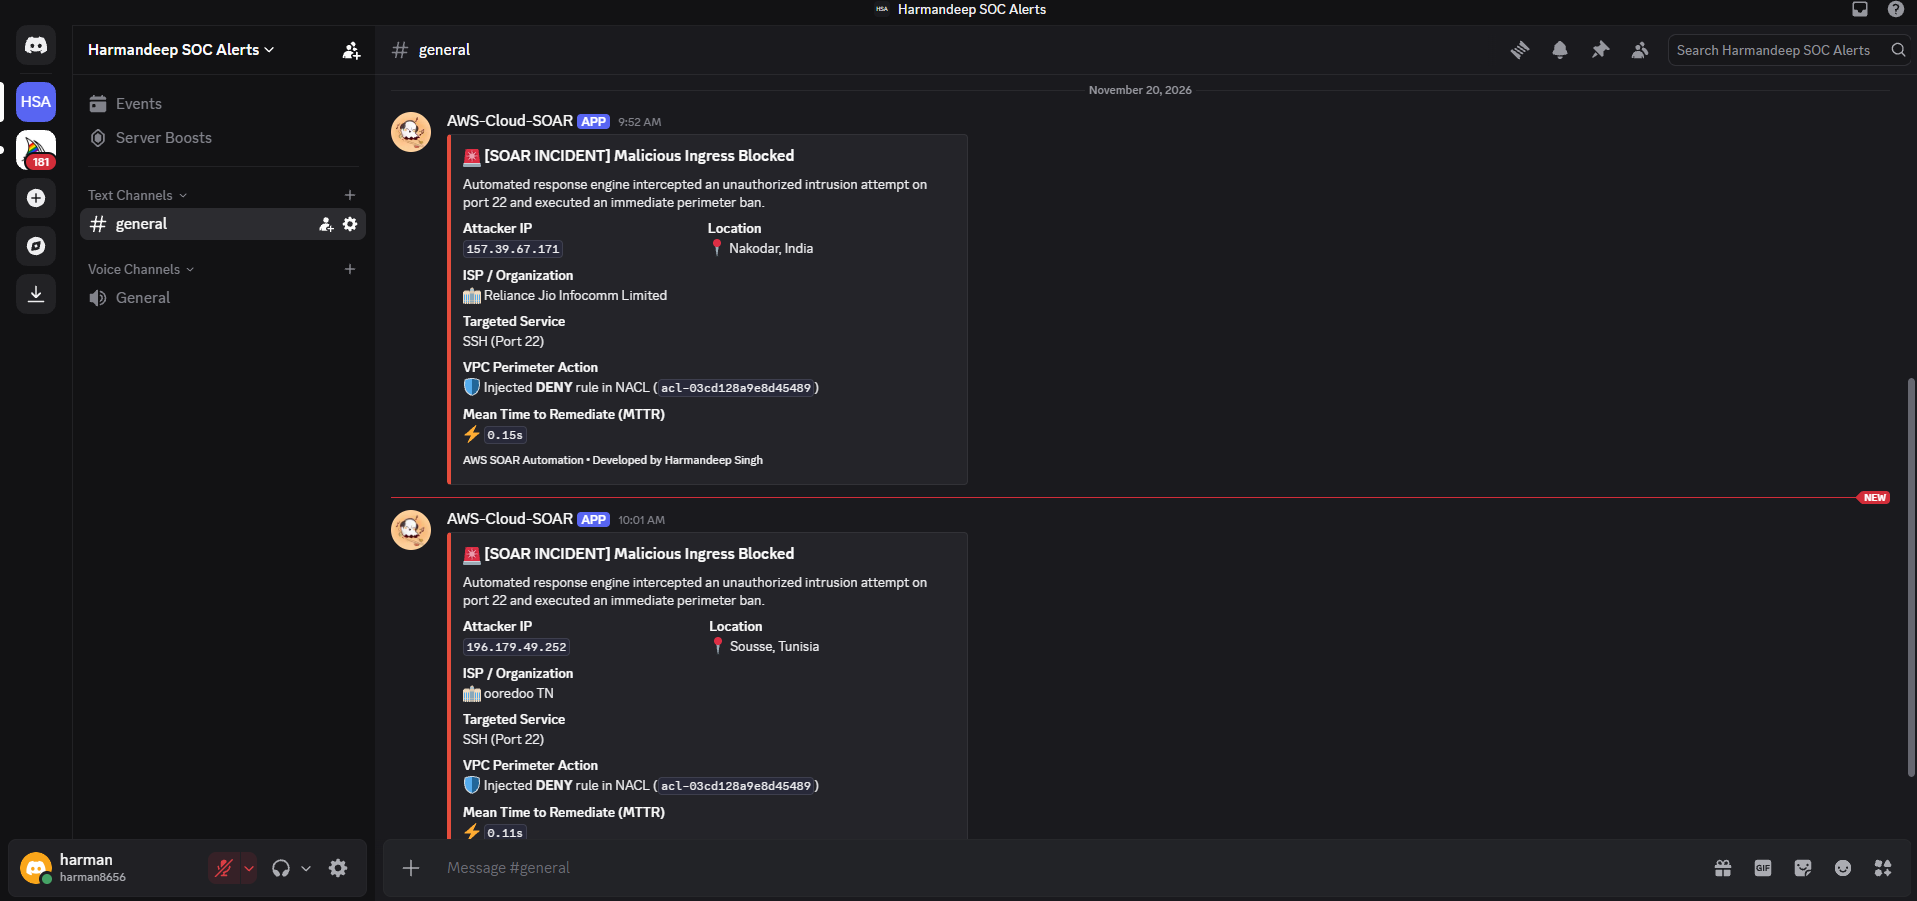 HSA Harmandeep SOC Alerts
Harmandeep SOC Alerts
general
Search Harmandeep SOC Alerts
HSA
181
Events
Server Boosts
Text Channels
general
Voice Channels
General
November 20, 2026
AWS-Cloud-SOAR APP 9:52 AM
[SOAR INCIDENT] Malicious Ingress Blocked
Automated response engine intercepted an unauthorized intrusion attempt on
port 22 and executed an immediate perimeter ban.
Attacker IP Location
157.39.67.171 Nakodar, India
ISP / Organization
Reliance Jio Infocomm Limited
Targeted Service
SSH (Port 22)
VPC Perimeter Action
Injected DENY rule in NACL (acl-03cd128a9e8d45489)
Mean Time to Remediate (MTTR)
0.15s
AWS SOAR Automation • Developed by Harmandeep Singh
NEW
AWS-Cloud-SOAR APP 10:01 AM
[SOAR INCIDENT] Malicious Ingress Blocked
Automated response engine intercepted an unauthorized intrusion attempt on
port 22 and executed an immediate perimeter ban.
Attacker IP Location
196.179.49.252 Sousse, Tunisia
ISP / Organization
ooredoo TN
Targeted Service
SSH (Port 22)
VPC Perimeter Action
Injected DENY rule in NACL (acl-03cd128a9e8d45489)
Mean Time to Remediate (MTTR)
0.11s
harman
harman8656
Message #general
GIF